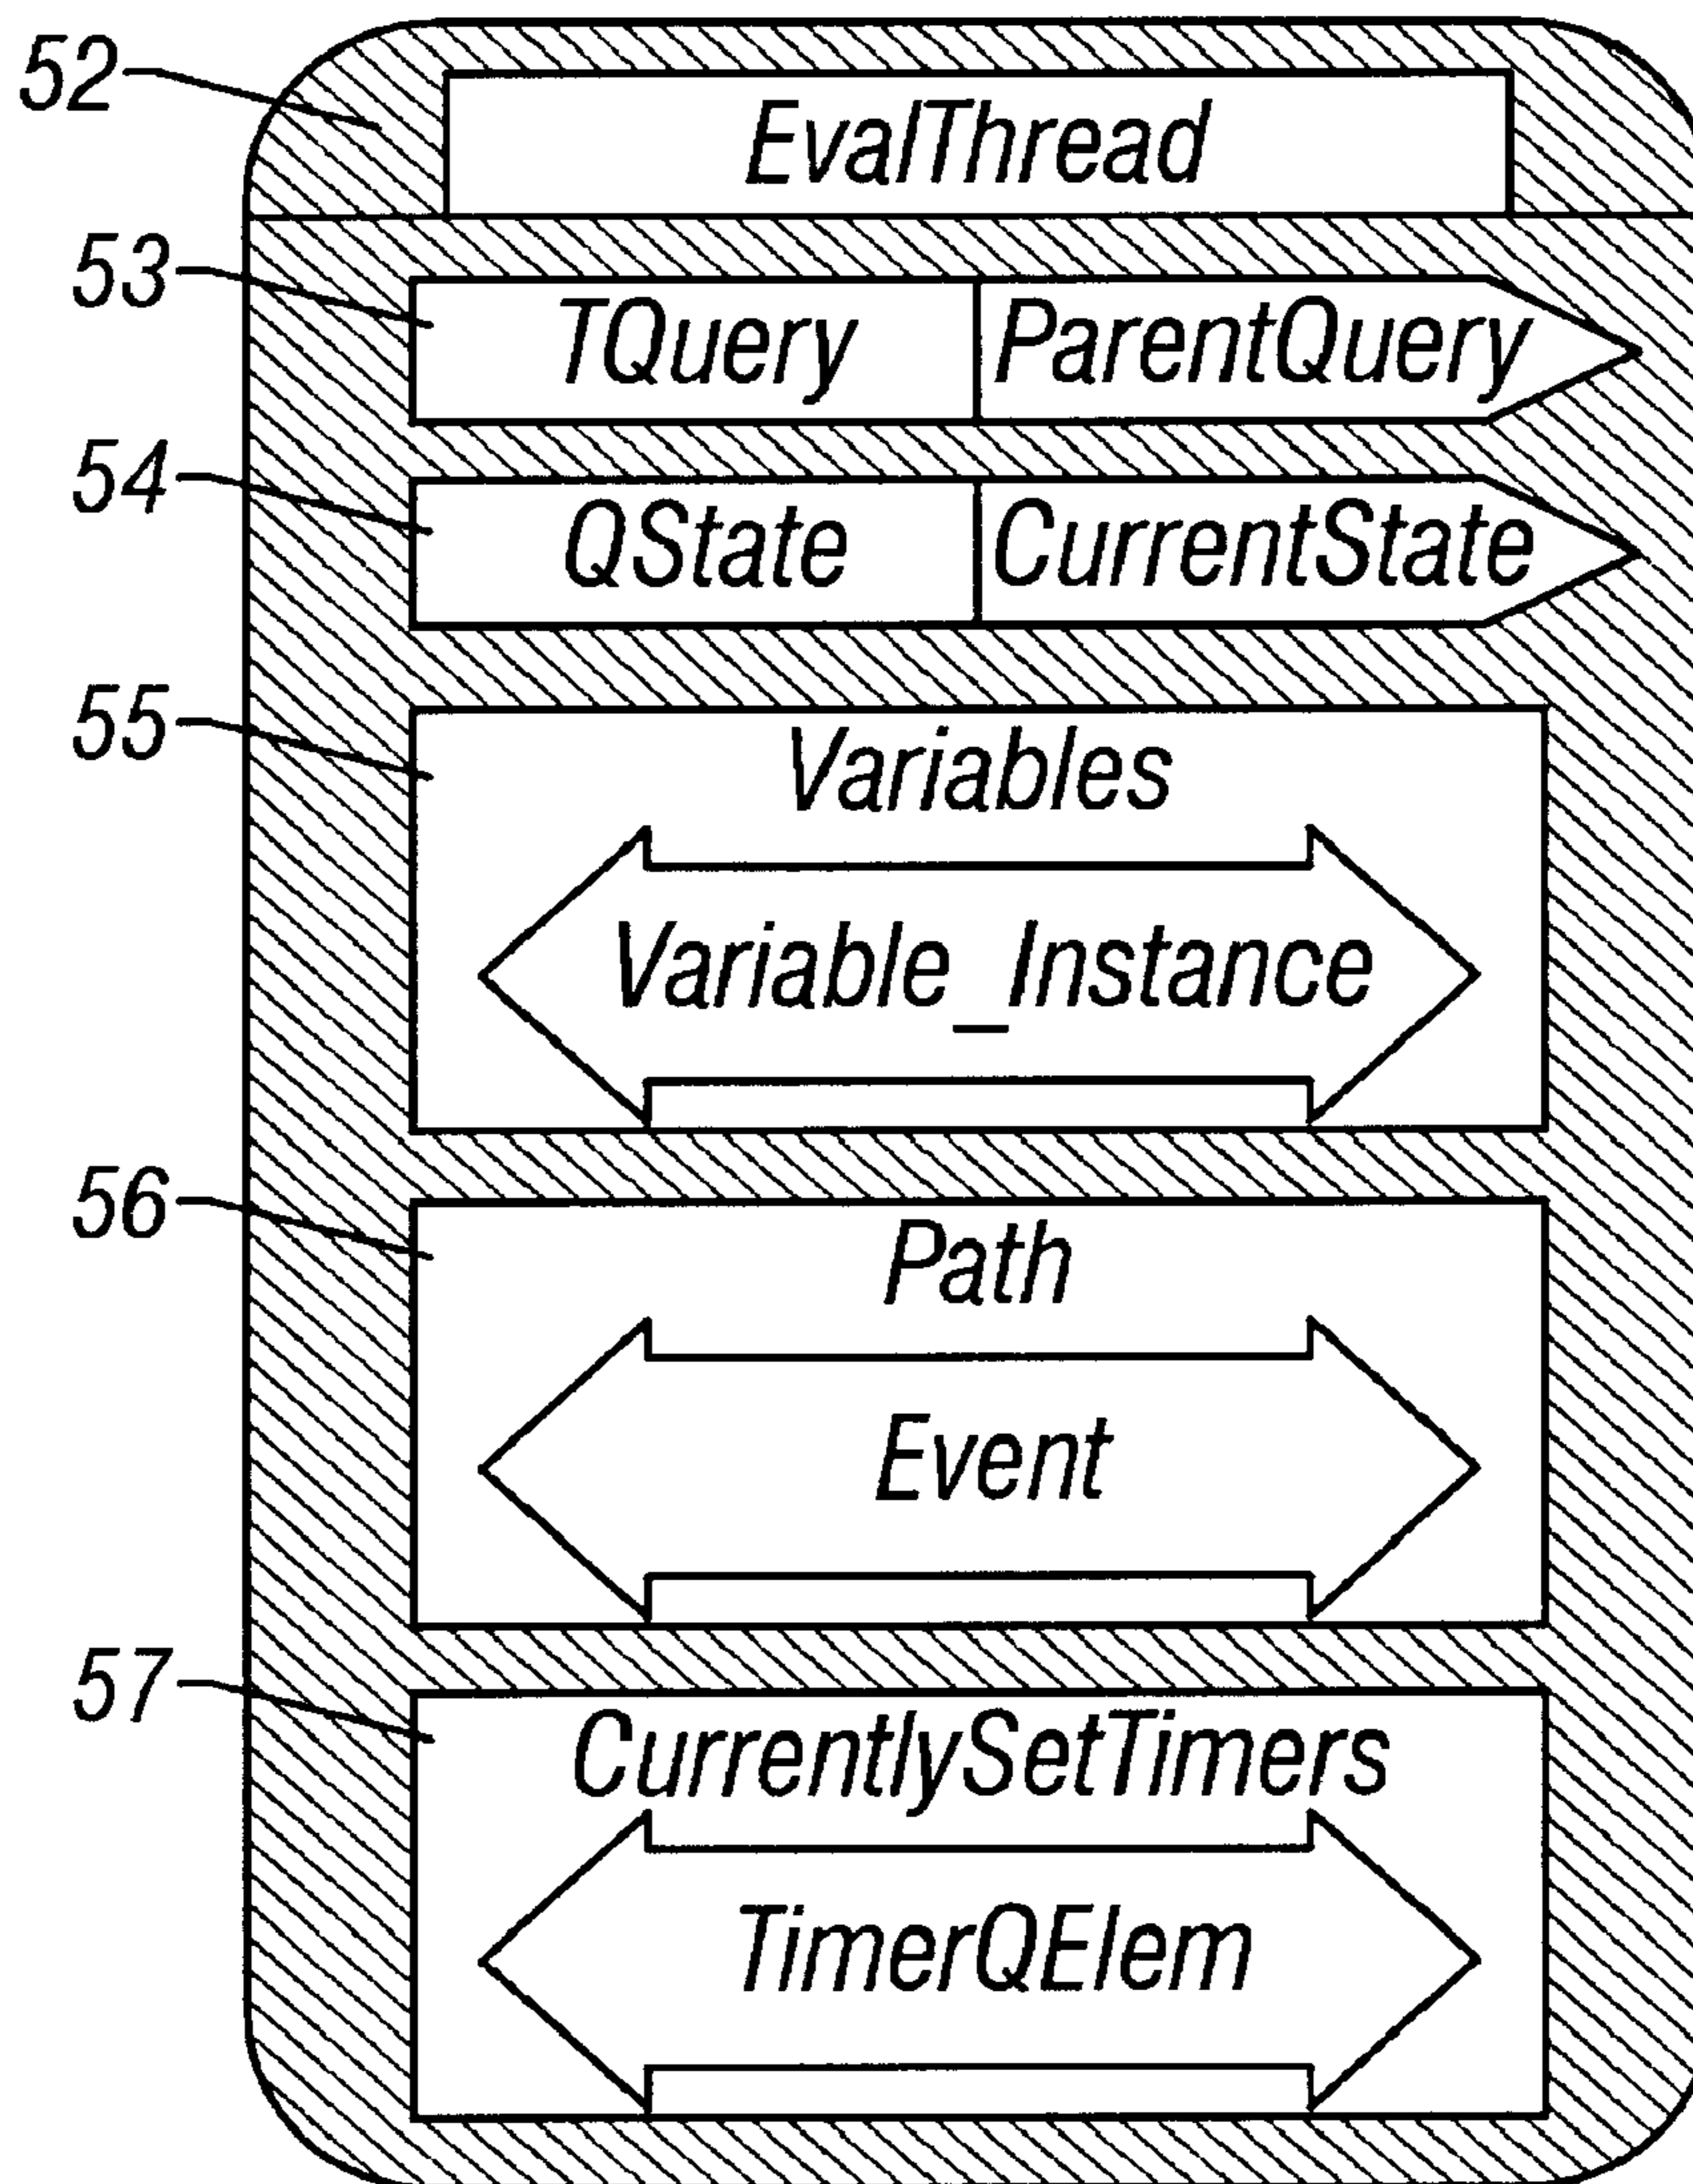 52
EvalThread
53
TQuery ParentQuery
54
QState CurrentState
55
Variables
Variable_Instance
56
Path
Event
57
CurrentlySetTimers
TimerQElem